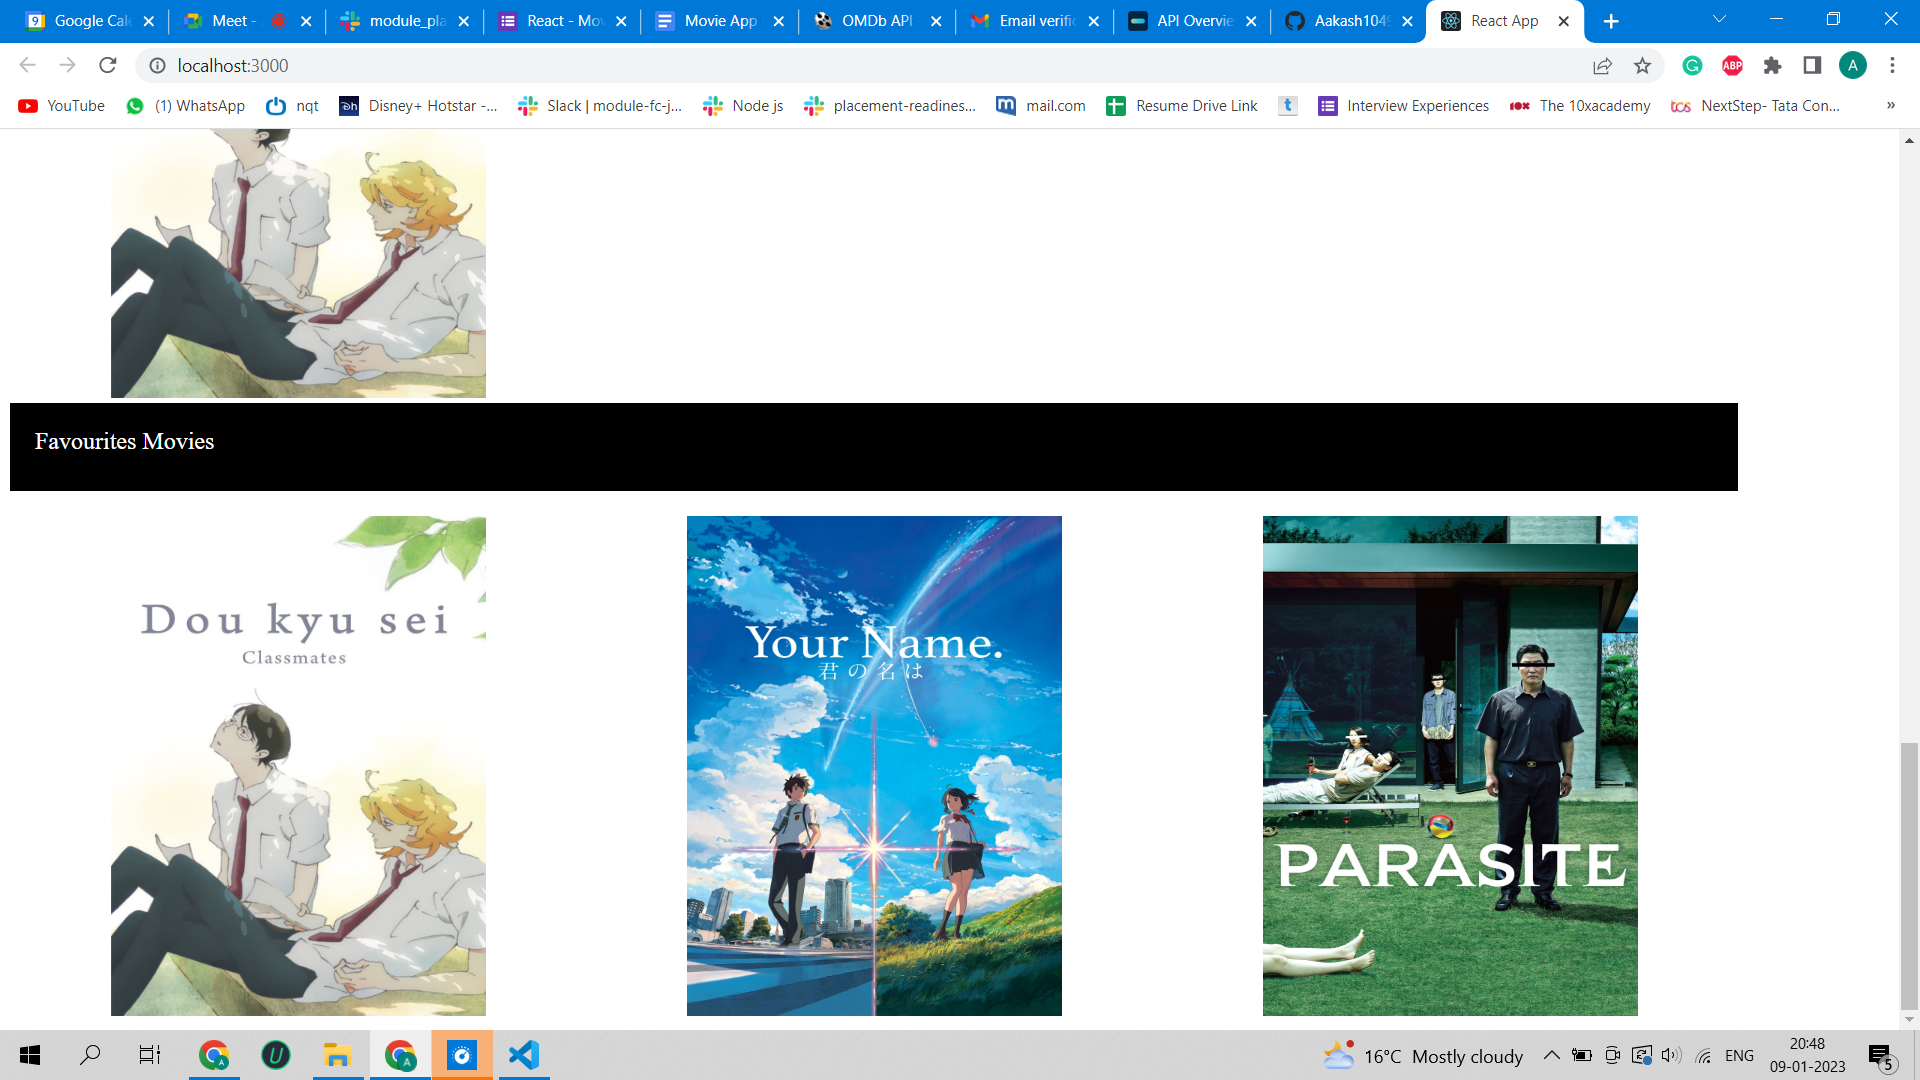 Google Cale
Meet -
module_pla
React - Mov
Movie App
OMDb API
Email verific
API Overvie
Aakash1049
React App
localhost:3000
ABP
A
YouTube
(1) WhatsApp
nqt
Disney+ Hotstar -...
Slack | module-fc-j...
Node js
placement-readines...
mail.com
Resume Drive Link
Interview Experiences
The 10xacademy
NextStep- Tata Con...
»
Favourites Movies
Dou kyu sei
Classmates
Your Name.
君の名は
PARASITE
16°C Mostly cloudy
ENG
20:48
09-01-2023
5